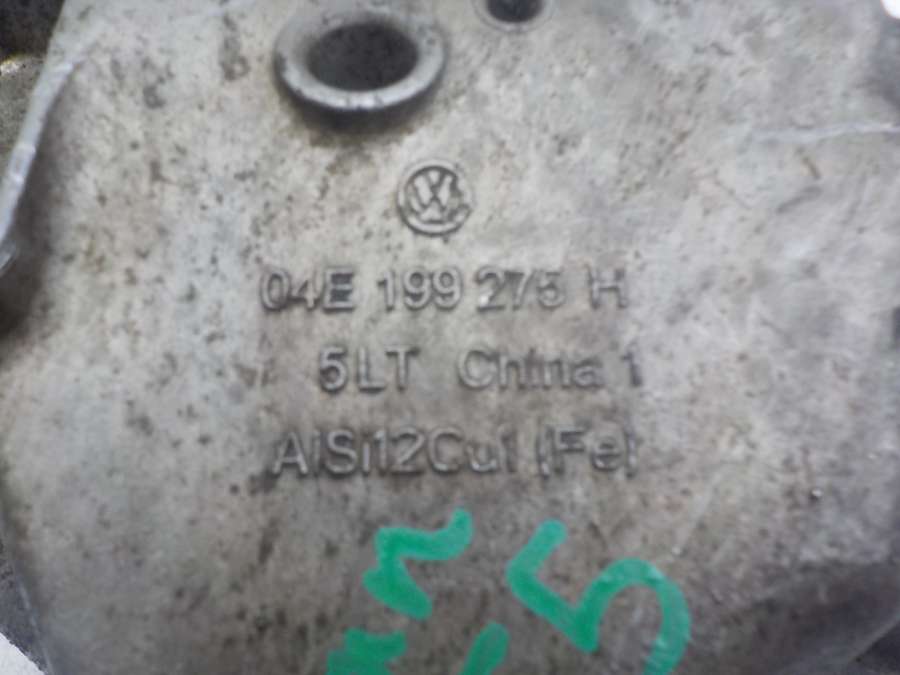 04E 199 275 H
5LT China 1
AlSi12Cu1 (Fe)